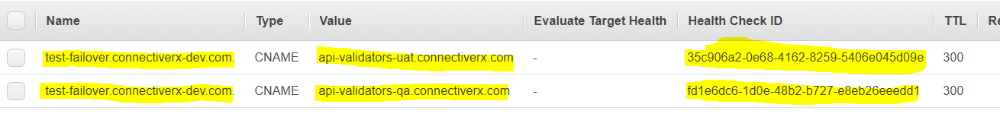 Name Type Value Evaluate Target Health Health Check ID TTL Re
test-failover.connectiverx-dev.com. CNAME api-validators-uat.connectiverx.com - 35c906a2-0e68-4162-8259-5406e045d09e 300
test-failover.connectiverx-dev.com. CNAME api-validators-qa.connectiverx.com - fd1e6dc6-1d0e-48b2-b727-e8eb26eeedd1 300